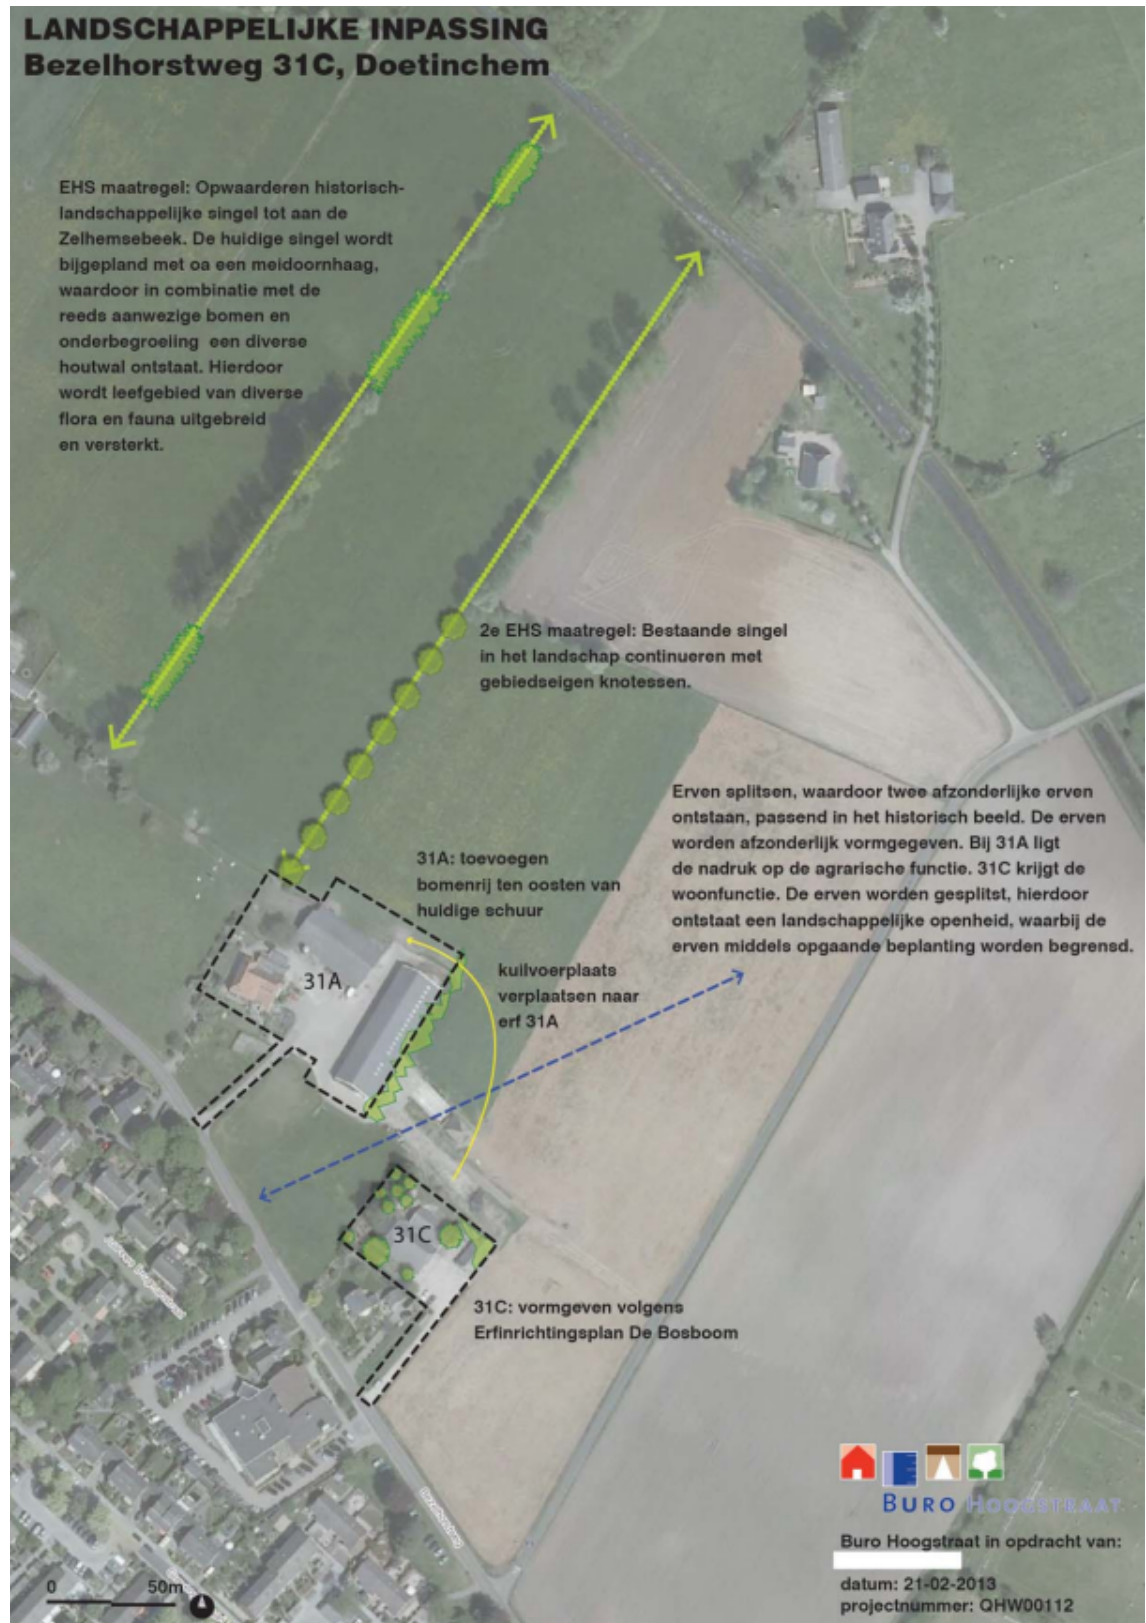 LANDSCHAPPELIJKE INPASSING
Bezelhorstweg 31C, Doetinchem
EHS maatregel: Opwaarderen historisch-
landschappelijke singel tot aan de
Zelhemsebeek. De huidige singel wordt
bijgepland met oa een meidoornhaag,
waardoor in combinatie met de
reeds aanwezige bomen en
onderbegroeiing een diverse
houtwal ontstaat. Hierdoor
wordt leefgebied van diverse
flora en fauna uitgebreid
en versterkt.
2e EHS maatregel: Bestaande singel
in het landschap continueren met
gebiedseigen knotessen.
Erven splitsen, waardoor twee afzonderlijke erven
ontstaan, passend in het historisch beeld. De erven
worden afzonderlijk vormgegeven. Bij 31A ligt
de nadruk op de agrarische functie. 31C krijgt de
woonfunctie. De erven worden gesplitst, hierdoor
ontstaat een landschappelijke openheid, waarbij de
erven middels opgaande beplanting worden begrensd.
31A: toevoegen
bomenrij ten oosten van
huidige schuur
31A
kuilvoerplaats
verplaatsen naar
erf 31A
31C
31C: vormgeven volgens
Erfinrichtingsplan De Bosboom
Bezelhorstweg
BURO HOOGSTRAAT
Buro Hoogstraat in opdracht van:
datum: 21-02-2013
projectnummer: QHW00112
0 50m